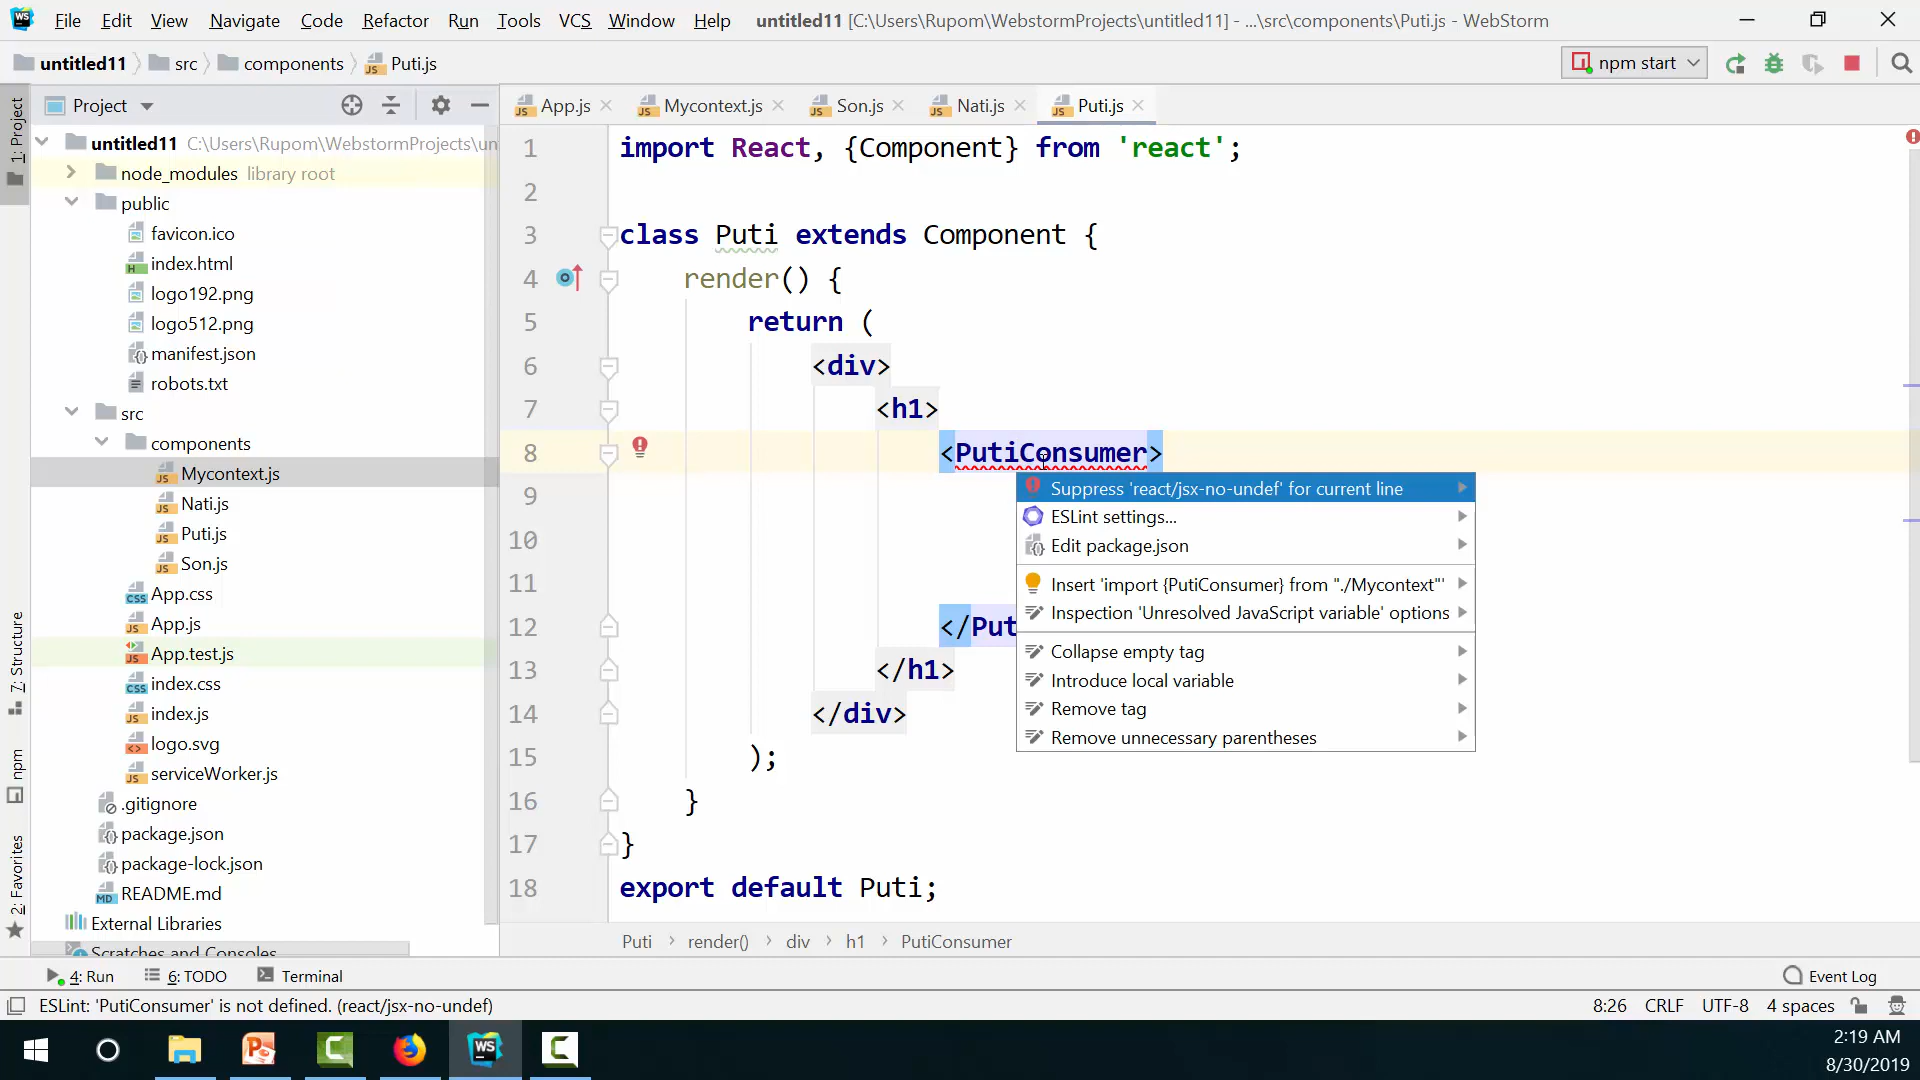 File Edit View Navigate Code Refactor Run Tools VCS Window Help untitled11 [C:\Users\Rupom\WebstormProjects\untitled11] - ...\src\components\Puti.js - WebStorm
untitled11 src components Puti.js npm start
Project
App.js Mycontext.js Son.js Nati.js Puti.js
1: Project
7: Structure
npm
2: Favorites
untitled11 C:\Users\Rupom\WebstormProjects\un
node_modules library root
public
favicon.ico
index.html
logo192.png
logo512.png
manifest.json
robots.txt
src
components
Mycontext.js
Nati.js
Puti.js
Son.js
App.css
App.js
App.test.js
index.css
index.js
logo.svg
serviceWorker.js
.gitignore
package.json
package-lock.json
README.md
External Libraries
Scratches and Consoles
1 import React, {Component} from 'react';
2
3 class Puti extends Component {
4 render() {
5 return (
6 <div>
7 <h1>
8 <PutiConsumer>
9
10
11
12 </Put
13 </h1>
14 </div>
15 );
16 }
17 }
18 export default Puti;
Suppress 'react/jsx-no-undef' for current line
ESLint settings...
Edit package.json
Insert 'import {PutiConsumer} from "./Mycontext"'
Inspection 'Unresolved JavaScript variable' options
Collapse empty tag
Introduce local variable
Remove tag
Remove unnecessary parentheses
Puti render() div h1 PutiConsumer
4: Run 6: TODO Terminal Event Log
ESLint: 'PutiConsumer' is not defined. (react/jsx-no-undef) 8:26 CRLF UTF-8 4 spaces
2:19 AM
8/30/2019